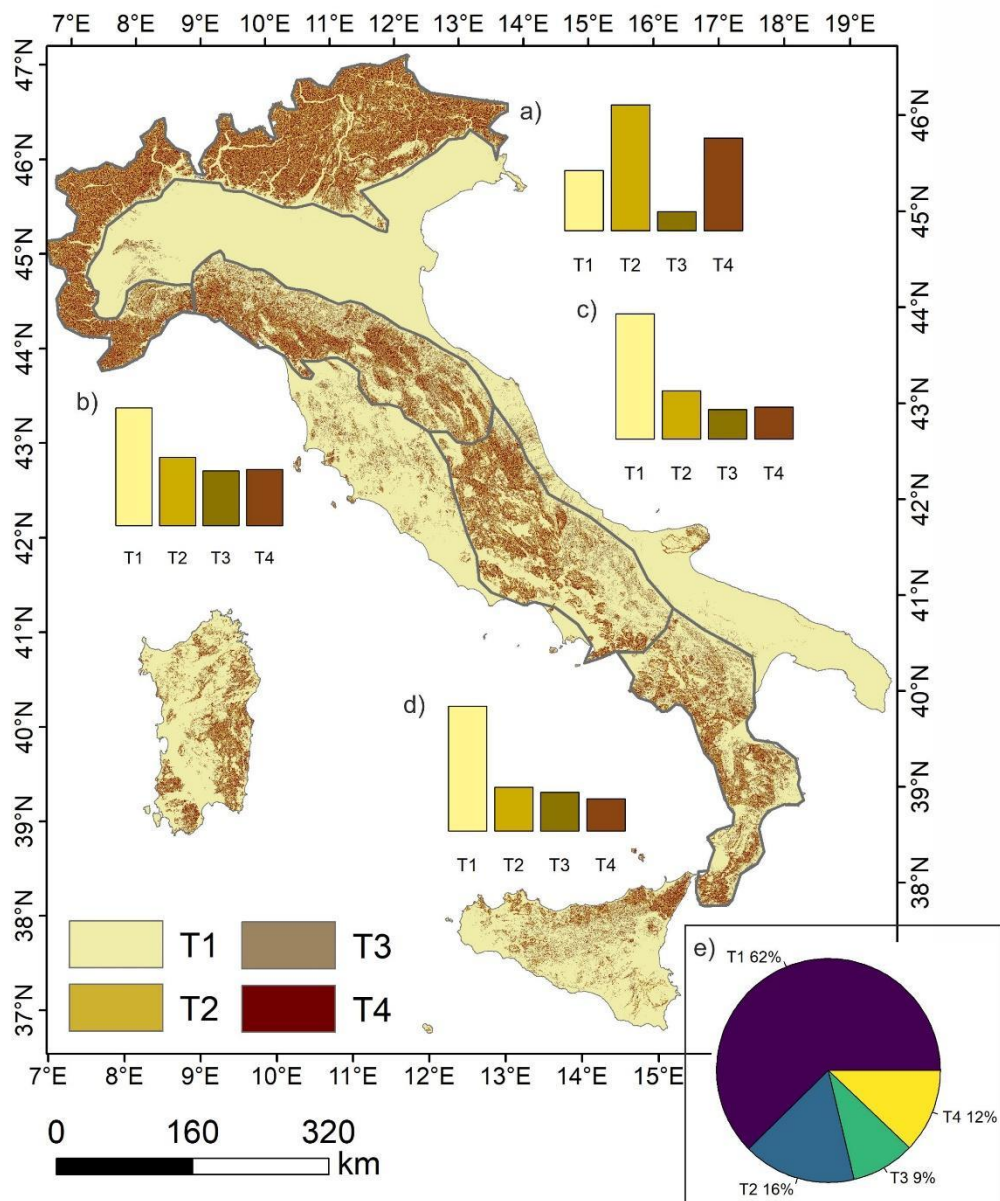 7°E 8°E 9°E 10°E 11°E 12°E 13°E 14°E 15°E 16°E 17°E 18°E 19°E
47°N
46°N
45°N
44°N
43°N
42°N
41°N
40°N
39°N
38°N
37°N
46°N
45°N
44°N
43°N
42°N
41°N
40°N
39°N
38°N
a)
T1 T2 T3 T4
c)
T1 T2 T3 T4
b)
T1 T2 T3 T4
d)
T1 T2 T3 T4
T1 T3
T2 T4
e)
T1 62%
T4 12%
T3 9%
T2 16%
7°E 8°E 9°E 10°E 11°E 12°E 13°E 14°E 15°E
0 160 320
km